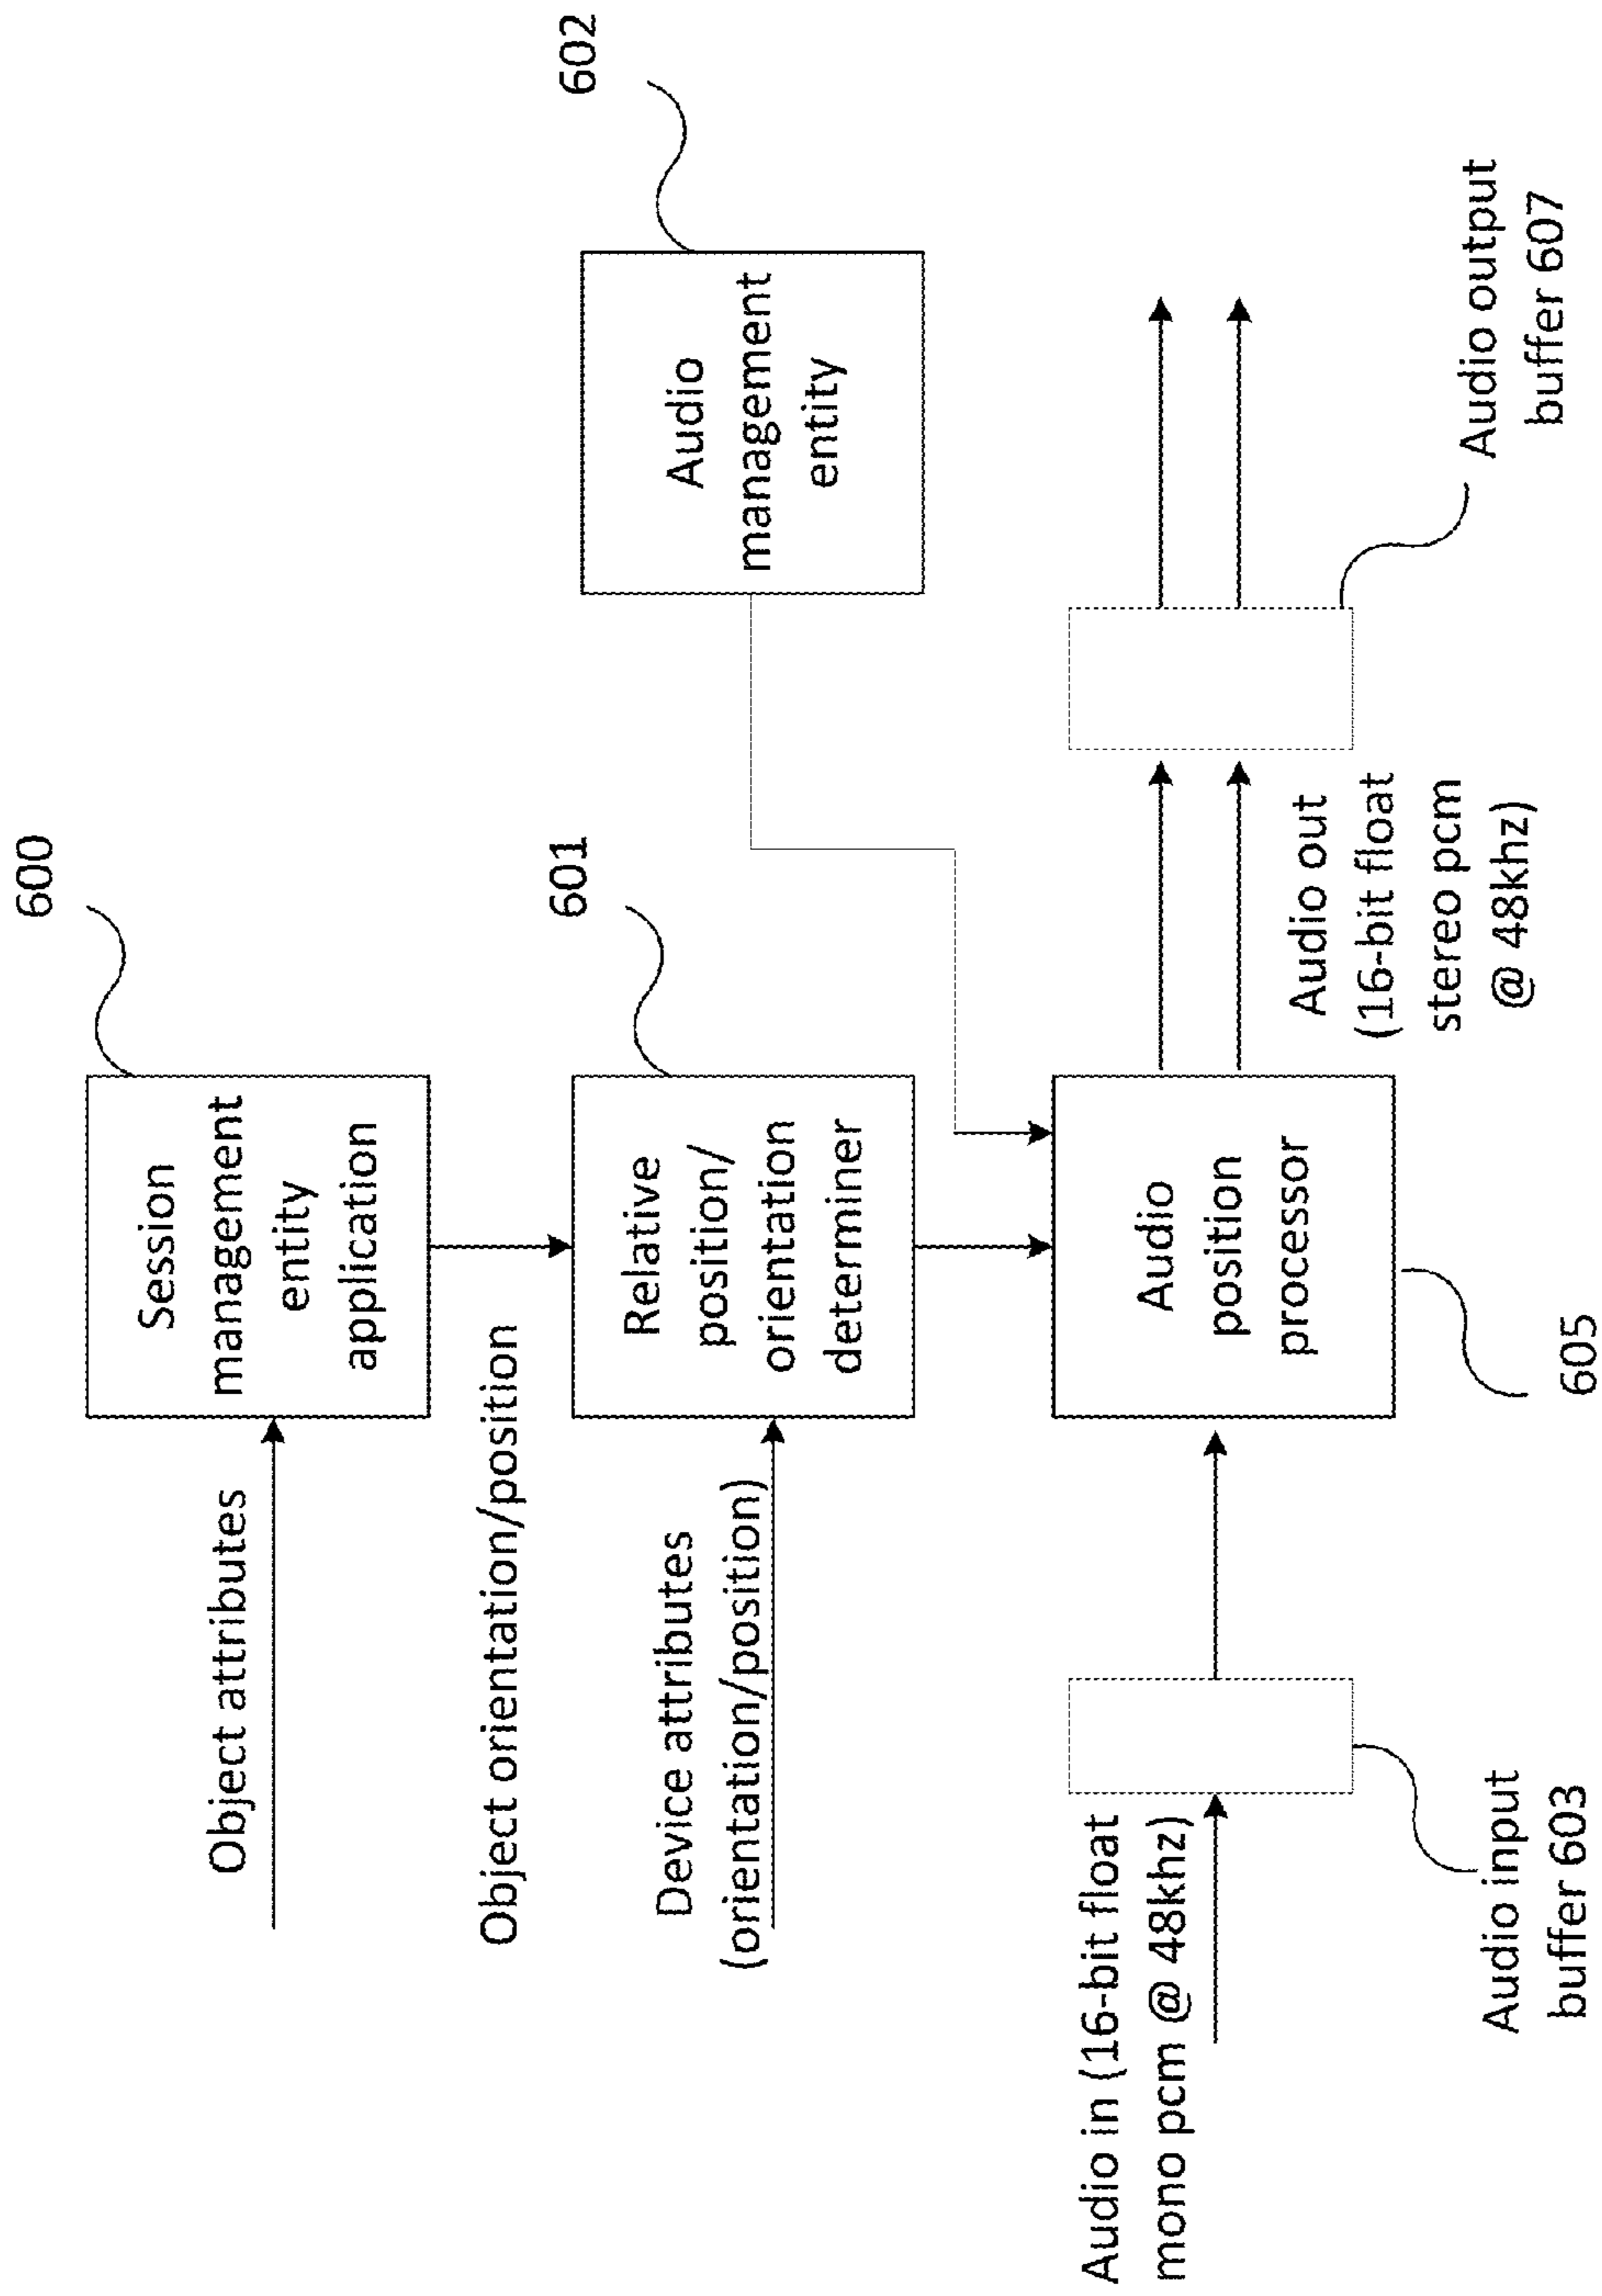 600
Session
management
entity
application
Object attributes
Object orientation/position
601
Relative
position/
orientation
determiner
Device attributes
(orientation/position)
602
Audio
management
entity
Audio
position
processor
605
Audio in (16-bit float
mono pcm @ 48khz)
Audio input
buffer 603
Audio out
(16-bit float
stereo pcm
@ 48khz)
Audio output
buffer 607